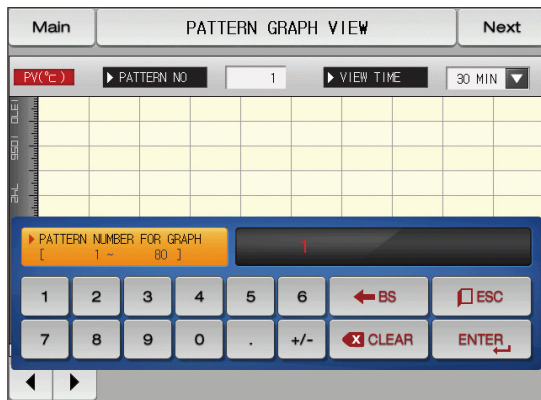 Main PATTERN GRAPH VIEW Next
PV(℃) ▶ PATTERN NO 1 ▶ VIEW TIME 30 MIN ▼
▶ PATTERN NUMBER FOR GRAPH
[ 1 ~ 80 ]
1
1 2 3 4 5 6 BS ESC
7 8 9 0 . +/- CLEAR ENTER